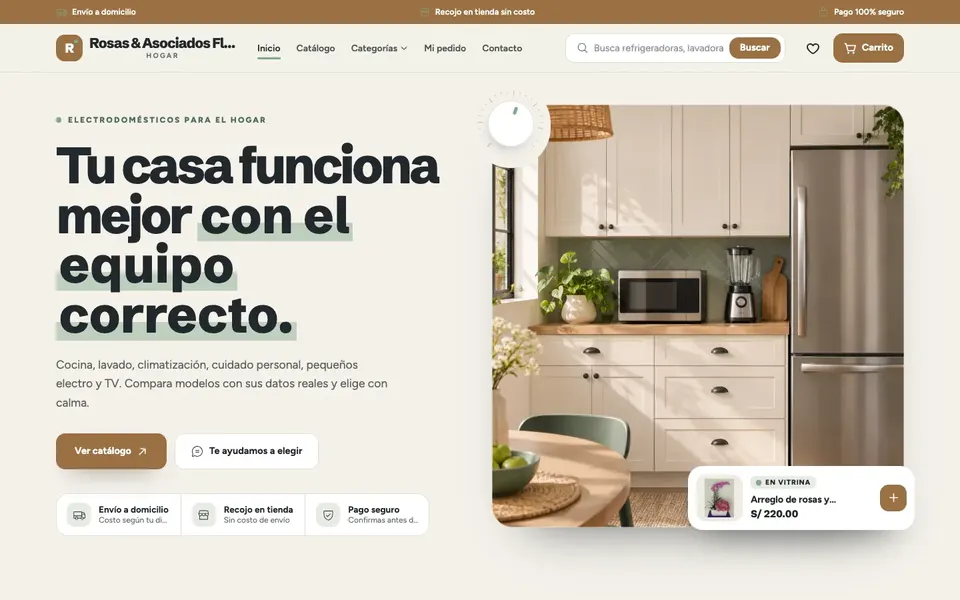 Envío a domicilio
Recojo en tienda sin costo
Pago 100% seguro
R
Rosas & Asociados Fl...
HOGAR
Inicio
Catálogo
Categorías
Mi pedido
Contacto
Busca refrigeradoras, lavadora
Buscar
Carrito
ELECTRODOMÉSTICOS PARA EL HOGAR
Tu casa funciona
mejor con el
equipo
correcto.
Cocina, lavado, climatización, cuidado personal, pequeños
electro y TV. Compara modelos con sus datos reales y elige con
calma.
Ver catálogo
Te ayudamos a elegir
Envío a domicilio
Costo según tu di...
Recojo en tienda
Sin costo de envío
Pago seguro
Confirmas antes d...
EN VITRINA
Arreglo de rosas y...
S/ 220.00